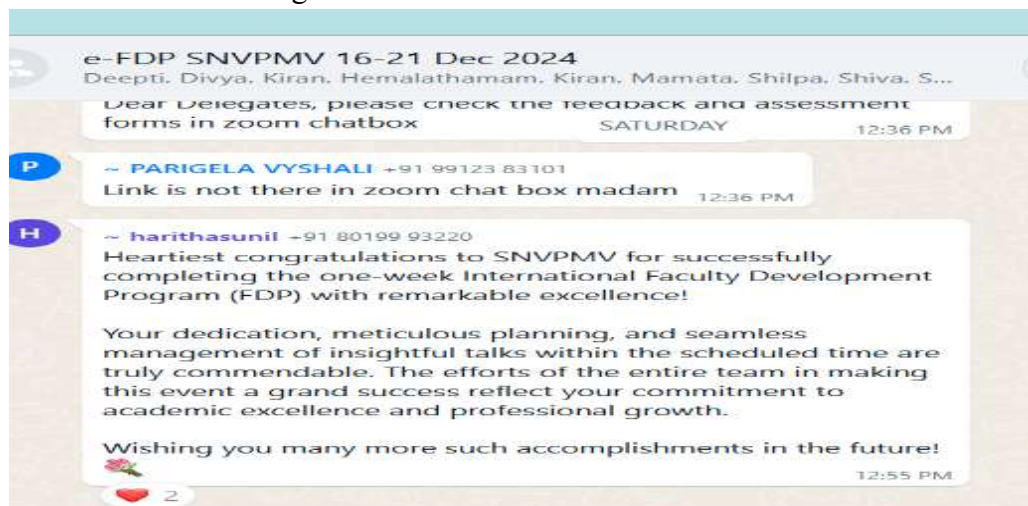 e-FDP SNVPMV 16-21 Dec 2024
Deepti, Divya, Kiran, Hemalathamam, Kiran, Mamata, Shilpa, Shiva, S...
Dear Delegates, please check the feedback and assessment
forms in zoom chatbox
SATURDAY
12:36 PM
P
~ PARIGELA VYSHALI +91 99123 83101
Link is not there in zoom chat box madam 12:36 PM
H
~ harithasunil +91 80199 93220
Heartiest congratulations to SNVPMV for successfully
completing the one-week International Faculty Development
Program (FDP) with remarkable excellence!
Your dedication, meticulous planning, and seamless
management of insightful talks within the scheduled time are
truly commendable. The efforts of the entire team in making
this event a grand success reflect your commitment to
academic excellence and professional growth.
Wishing you many more such accomplishments in the future!
💐
12:55 PM
❤️ 2